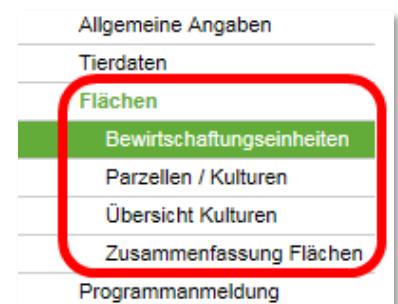 Allgemeine Angaben
Tierdaten
Flächen
Bewirtschaftungseinheiten
Parzellen / Kulturen
Übersicht Kulturen
Zusammenfassung Flächen
Programmanmeldung